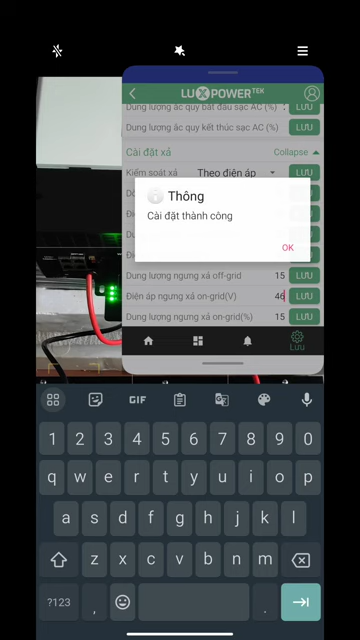 LUXPOWERTEK
Dung lượng ắc quy bắt đầu sạc AC (%)
LƯU
Dung lượng ắc quy kết thúc sạc AC (%)
LƯU
Cài đặt xả
Collapse
Kiểm soát xả
Theo điện áp
LƯU
Thông
Cài đặt thành công
OK
Dung lượng ngưng xả off-grid
15
LƯU
Điện áp ngưng xả on-grid(V)
46
LƯU
Dung lượng ngưng xả on-grid(%)
15
LƯU
Lưu
GIF
1 2 3 4 5 6 7 8 9 0
q w e r t y u i o p
a s d f g h j k l
z x c v b n m
?123 , .